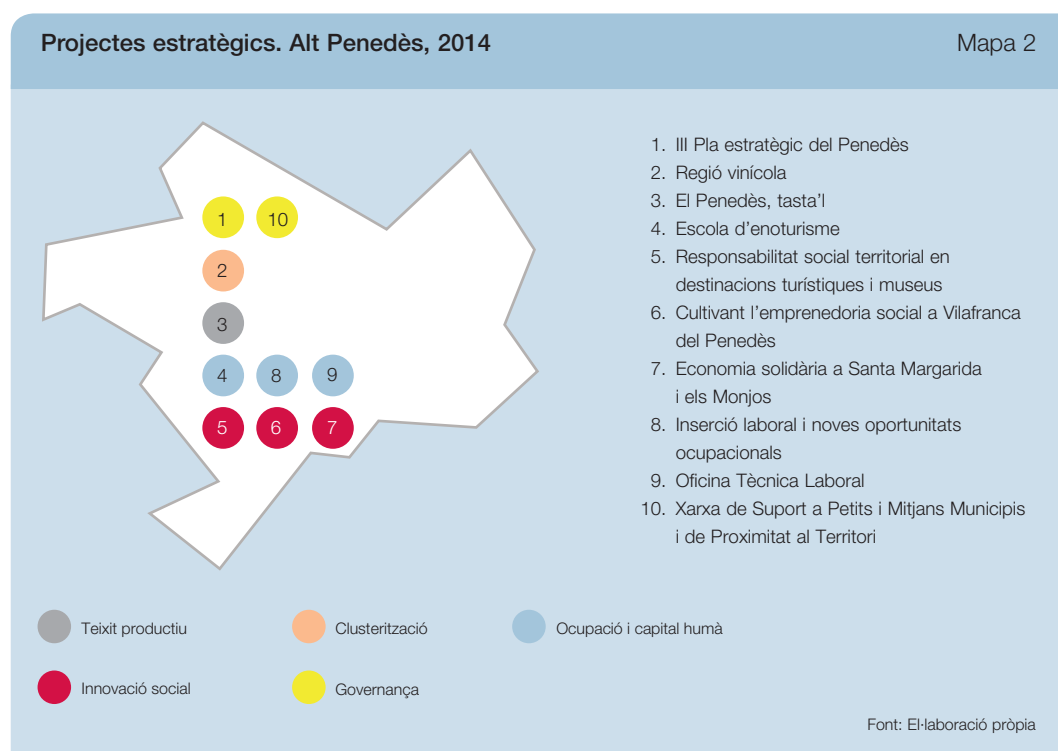 Projectes estratègics. Alt Penedès, 2014
Mapa 2
1
10
2
3
4
8
9
5
6
7
1. III Pla estratègic del Penedès
2. Regió vinícola
3. El Penedès, tasta’l
4. Escola d’enoturisme
5. Responsabilitat social territorial en
destinacions turístiques i museus
6. Cultivant l’emprenedoria social a Vilafranca
del Penedès
7. Economia solidària a Santa Margarida
i els Monjos
8. Inserció laboral i noves oportunitats
ocupacionals
9. Oficina Tècnica Laboral
10. Xarxa de Suport a Petits i Mitjans Municipis
i de Proximitat al Territori
Teixit productiu
Clusterització
Ocupació i capital humà
Innovació social
Governança
Font: El·laboració pròpia